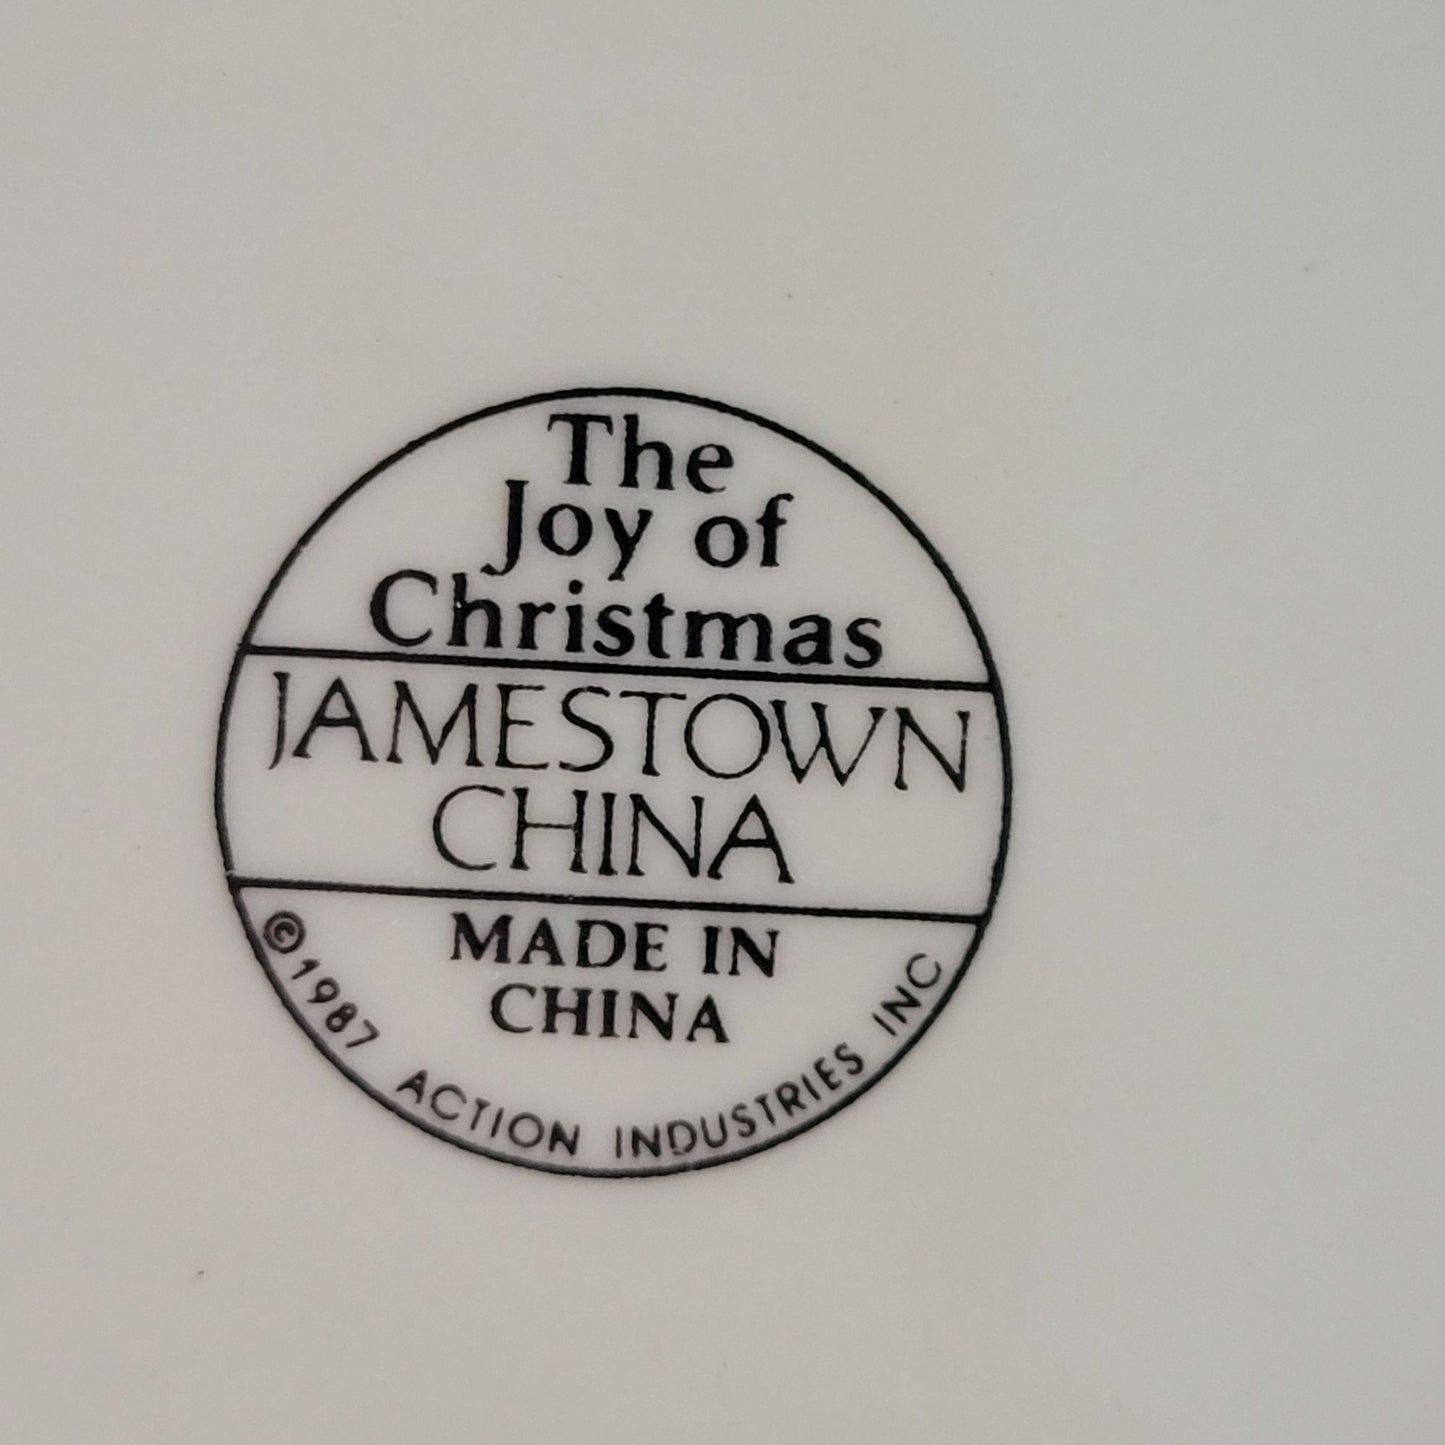 The
Joy of
Christmas
JAMESTOWN
CHINA
MADE IN
CHINA
©1987 ACTION INDUSTRIES INC